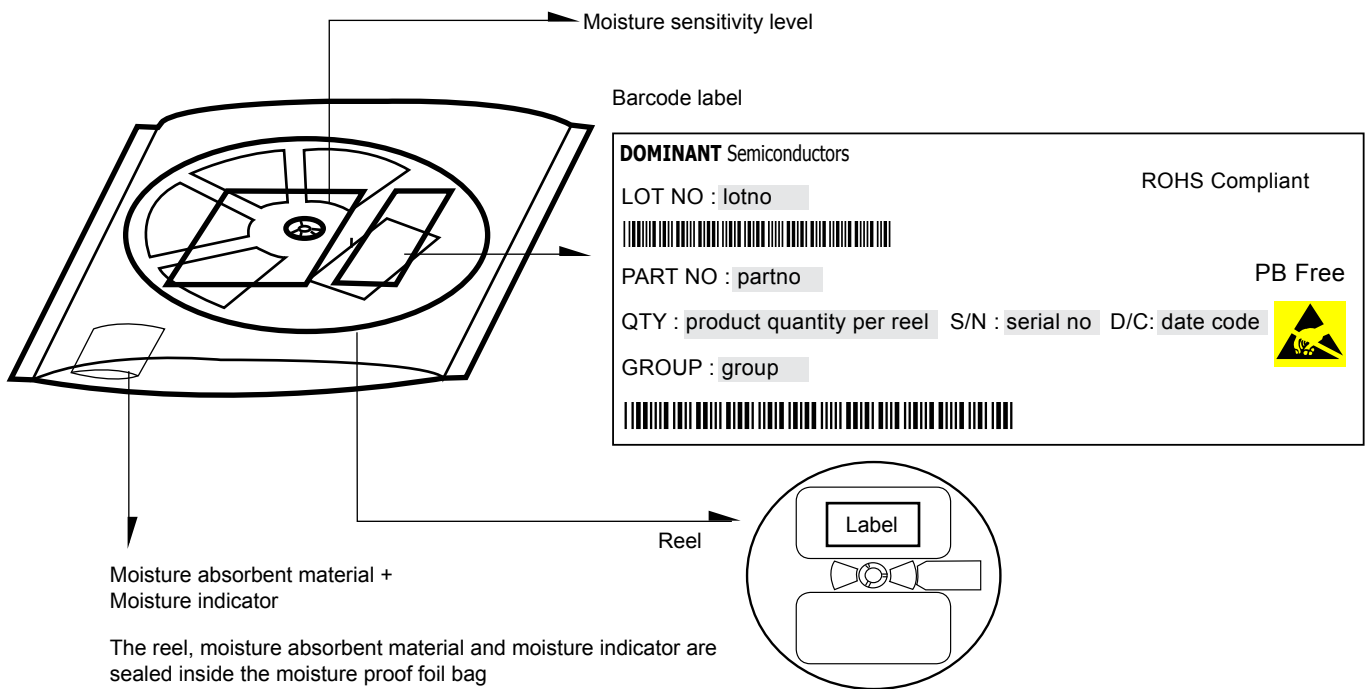 Moisture sensitivity level
Barcode label
DOMINANT Semiconductors
ROHS Compliant
LOT NO : lotno
PART NO : partno
PB Free
QTY : product quantity per reel S/N : serial no D/C: date code
GROUP : group
Label
Reel
Moisture absorbent material +
Moisture indicator
The reel, moisture absorbent material and moisture indicator are
sealed inside the moisture proof foil bag